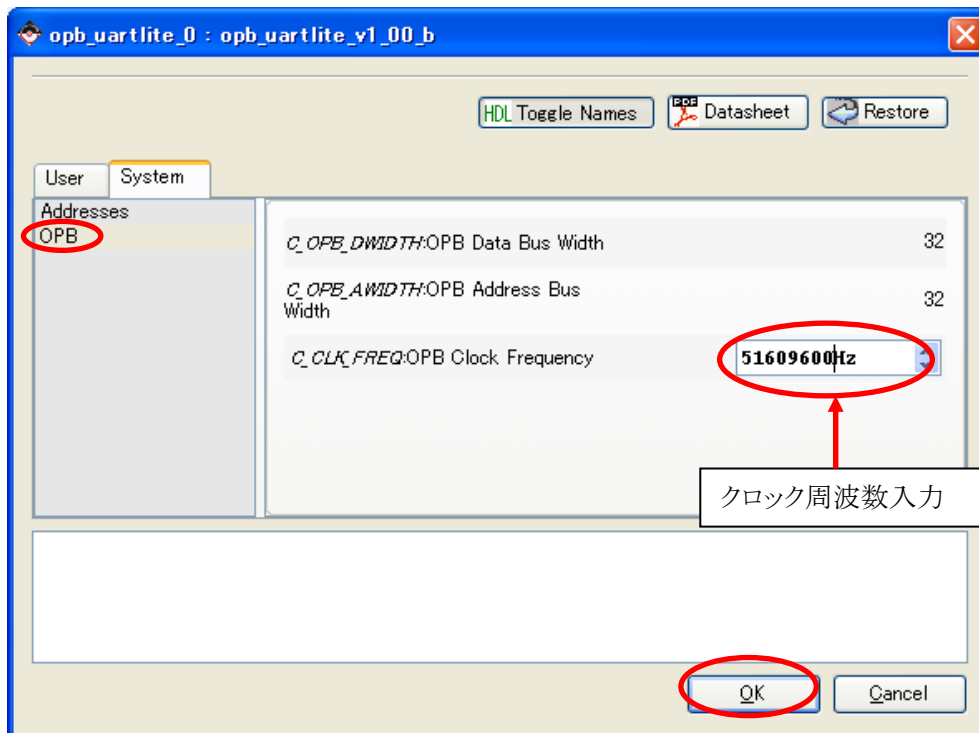 opb_uartlite_0 : opb_uartlite_v1_00_b
HDL Toggle Names
PDF Datasheet
Restore
User
System
Addresses
OPB
C_OPB_DWIDTH:OPB Data Bus Width
32
C_OPB_AWIDTH:OPB Address Bus
Width
32
C_CLK_FREQ:OPB Clock Frequency
51609600Hz
クロック周波数入力
OK
Cancel